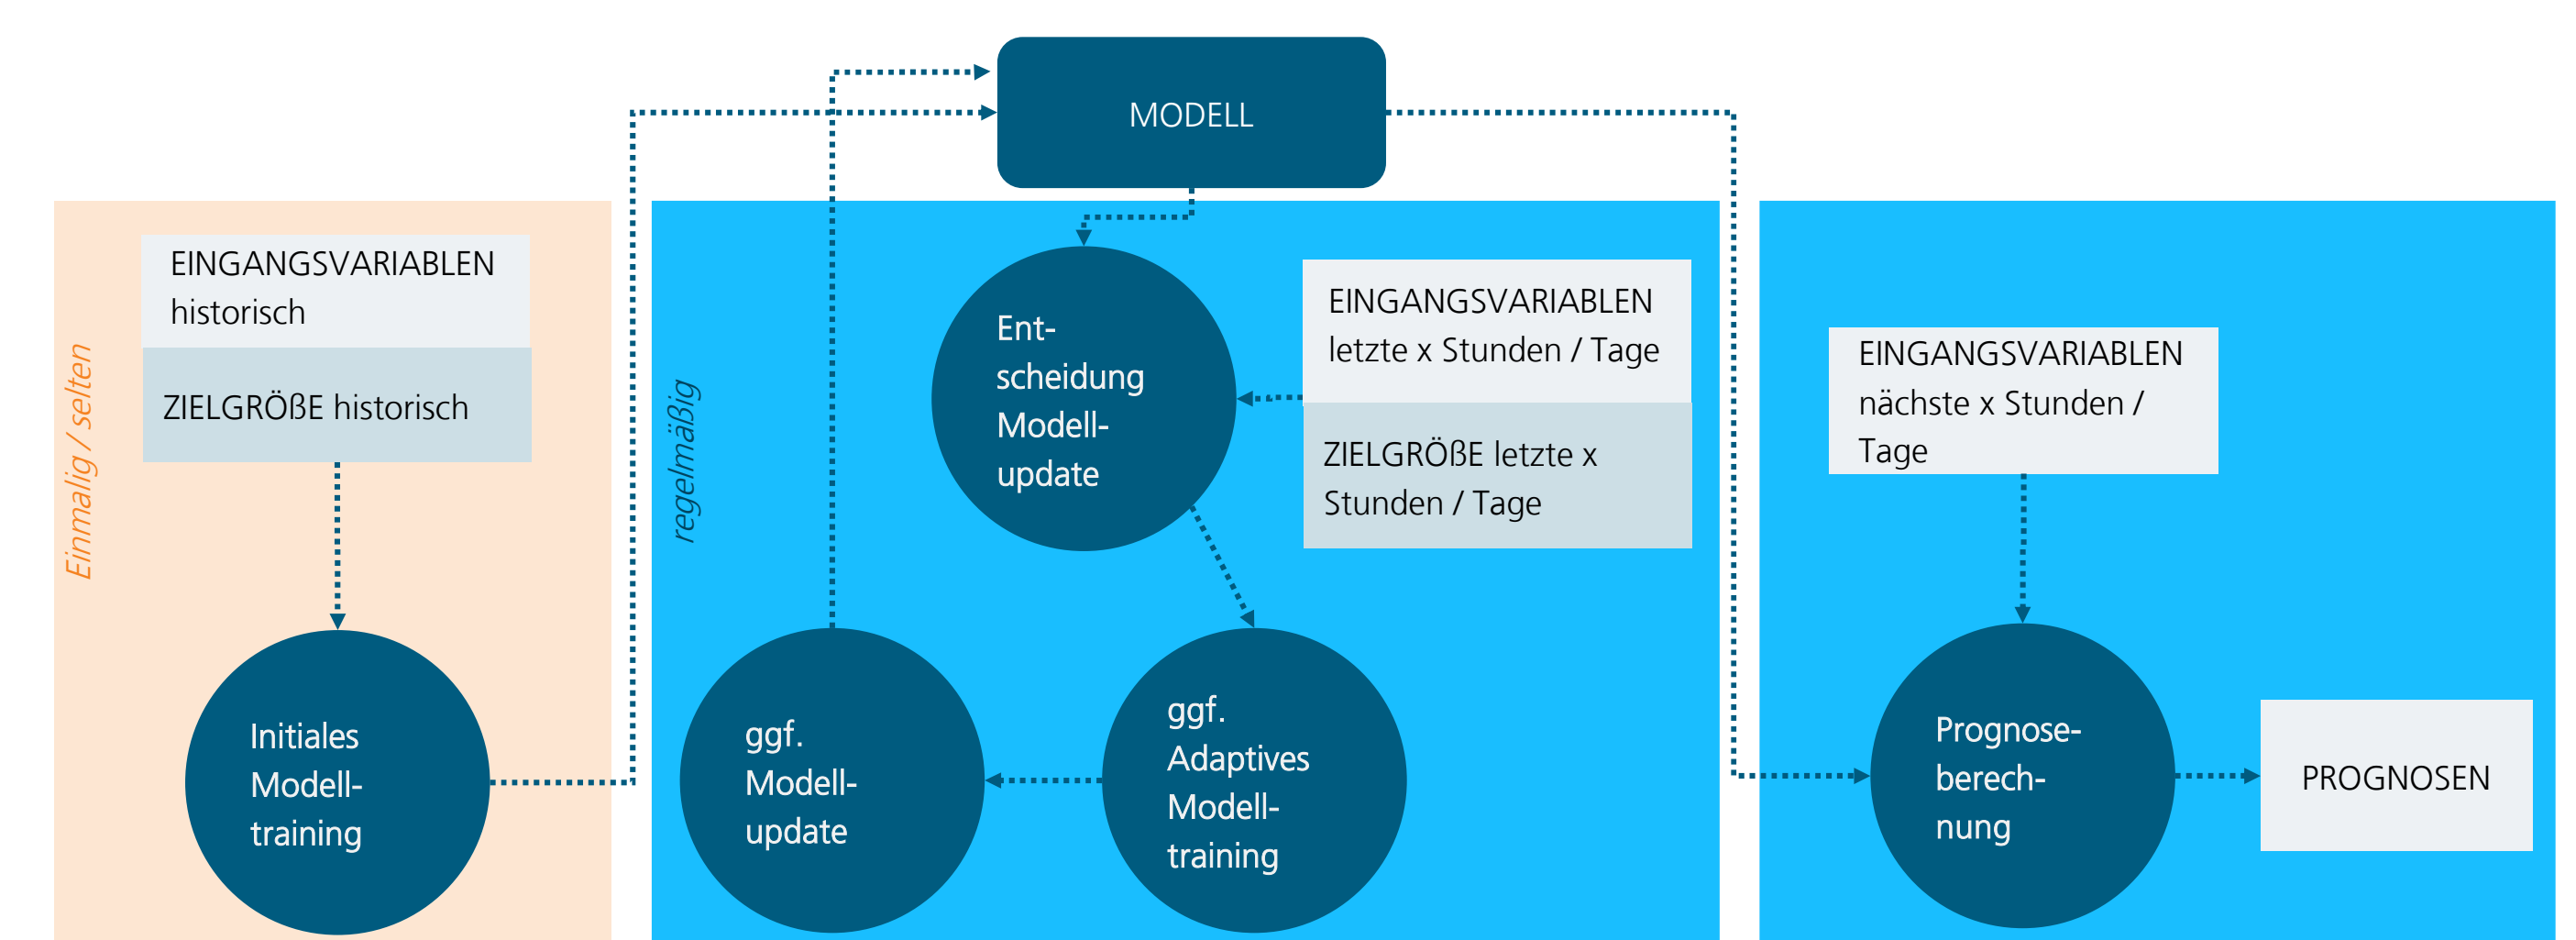 MODELL
Einmalig / selten
EINGANGSVARIABLEN
historisch
ZIELGRÖßE historisch
Initiales
Modell-
training
regelmäßig
Ent-
scheidung
Modell-
update
EINGANGSVARIABLEN
letzte x Stunden / Tage
ZIELGRÖßE letzte x
Stunden / Tage
ggf.
Modell-
update
ggf.
Adaptives
Modell-
training
EINGANGSVARIABLEN
nächste x Stunden /
Tage
Prognose-
berech-
nung
PROGNOSEN